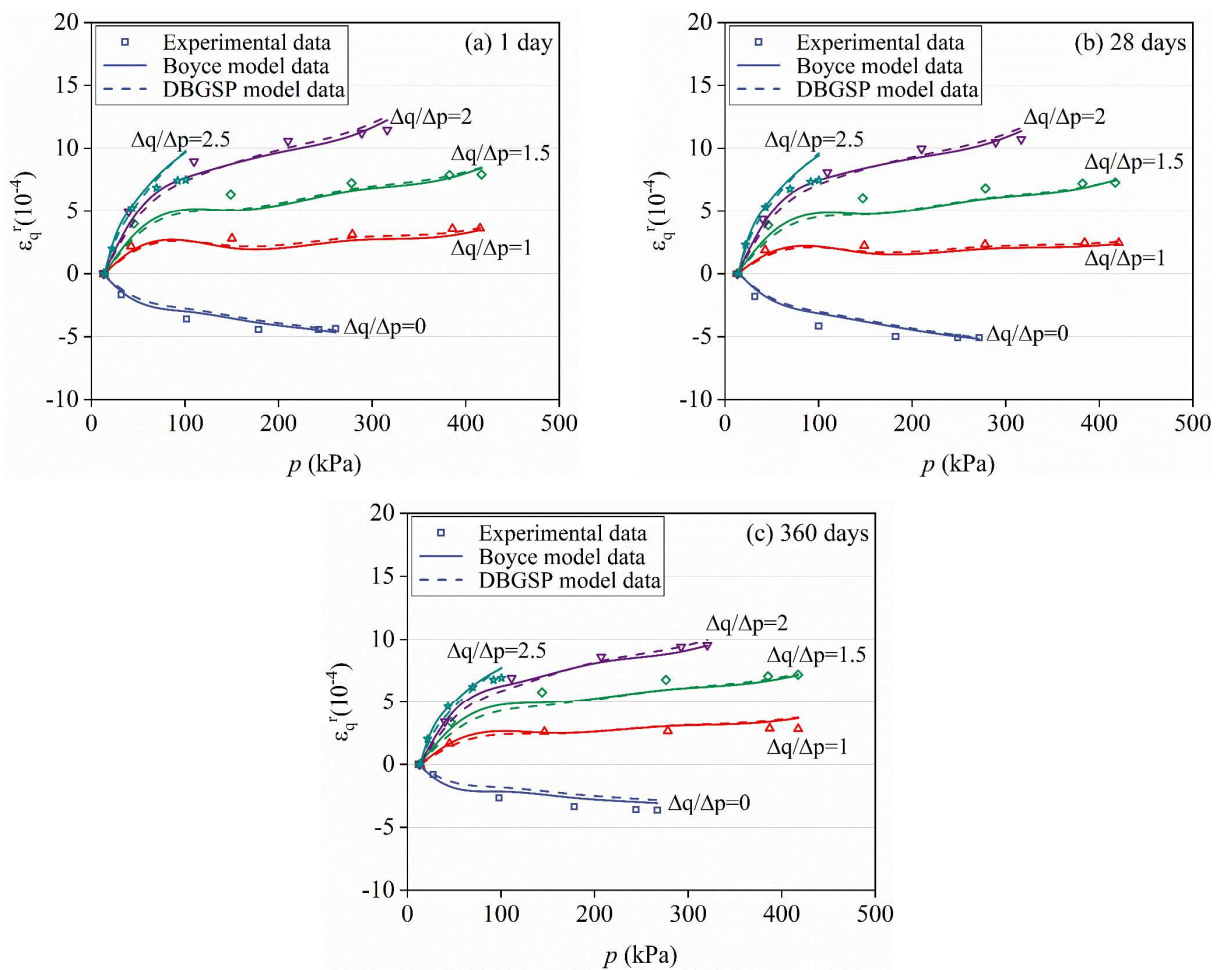 (a) 1 day
Experimental data
Boyce model data
DBGSP model data
Δq/Δp=2.5
Δq/Δp=2
Δq/Δp=1.5
Δq/Δp=1
Δq/Δp=0
20
15
10
5
0
-5
-10
εqʳ(10⁻⁴)
0 100 200 300 400 500
p (kPa)
(b) 28 days
Experimental data
Boyce model data
DBGSP model data
Δq/Δp=2.5
Δq/Δp=2
Δq/Δp=1.5
Δq/Δp=1
Δq/Δp=0
20
15
10
5
0
-5
-10
εqʳ(10⁻⁴)
0 100 200 300 400 500
p (kPa)
(c) 360 days
Experimental data
Boyce model data
DBGSP model data
Δq/Δp=2.5
Δq/Δp=2
Δq/Δp=1.5
Δq/Δp=1
Δq/Δp=0
20
15
10
5
0
-5
-10
εqʳ(10⁻⁴)
0 100 200 300 400 500
p (kPa)